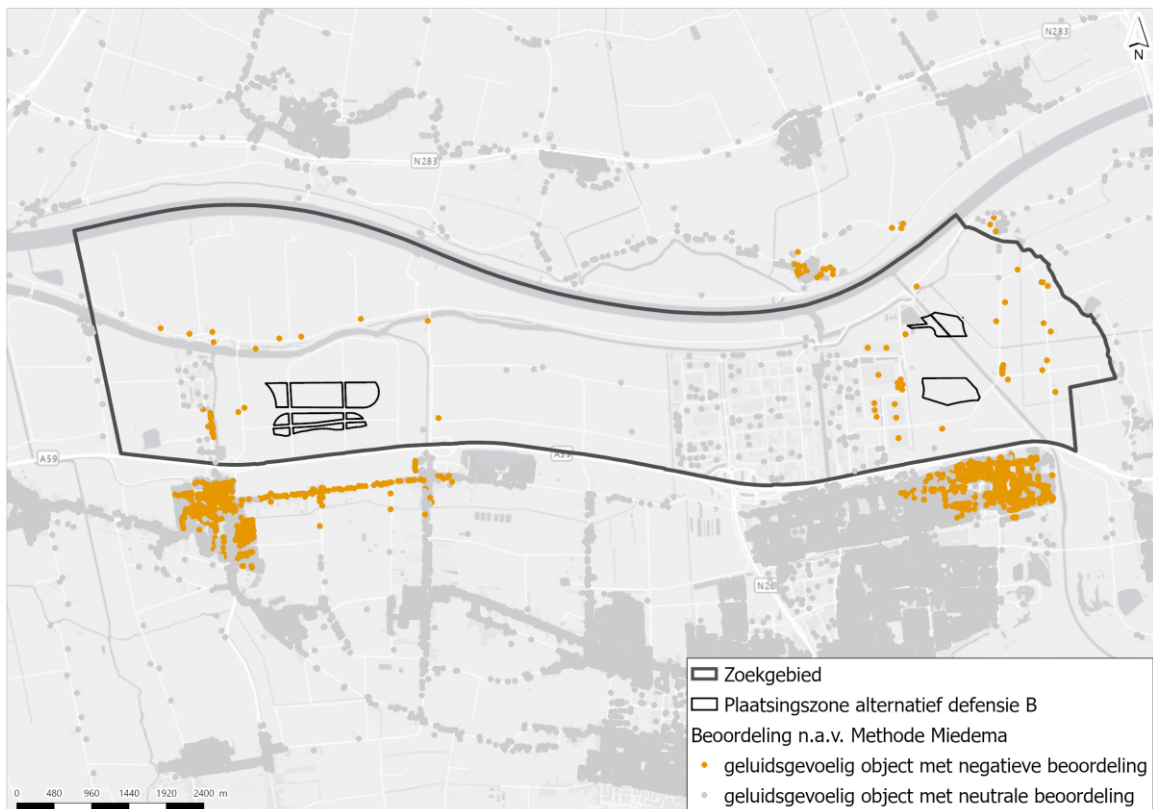 N283
N
N283
A59
A59
Zoekgebied
Plaatsingszone alternatief defensie B
Beoordeling n.a.v. Methode Miedema
geluidsgevoelig object met negatieve beoordeling
geluidsgevoelig object met neutrale beoordeling
0 480 960 1440 1920 2400 m